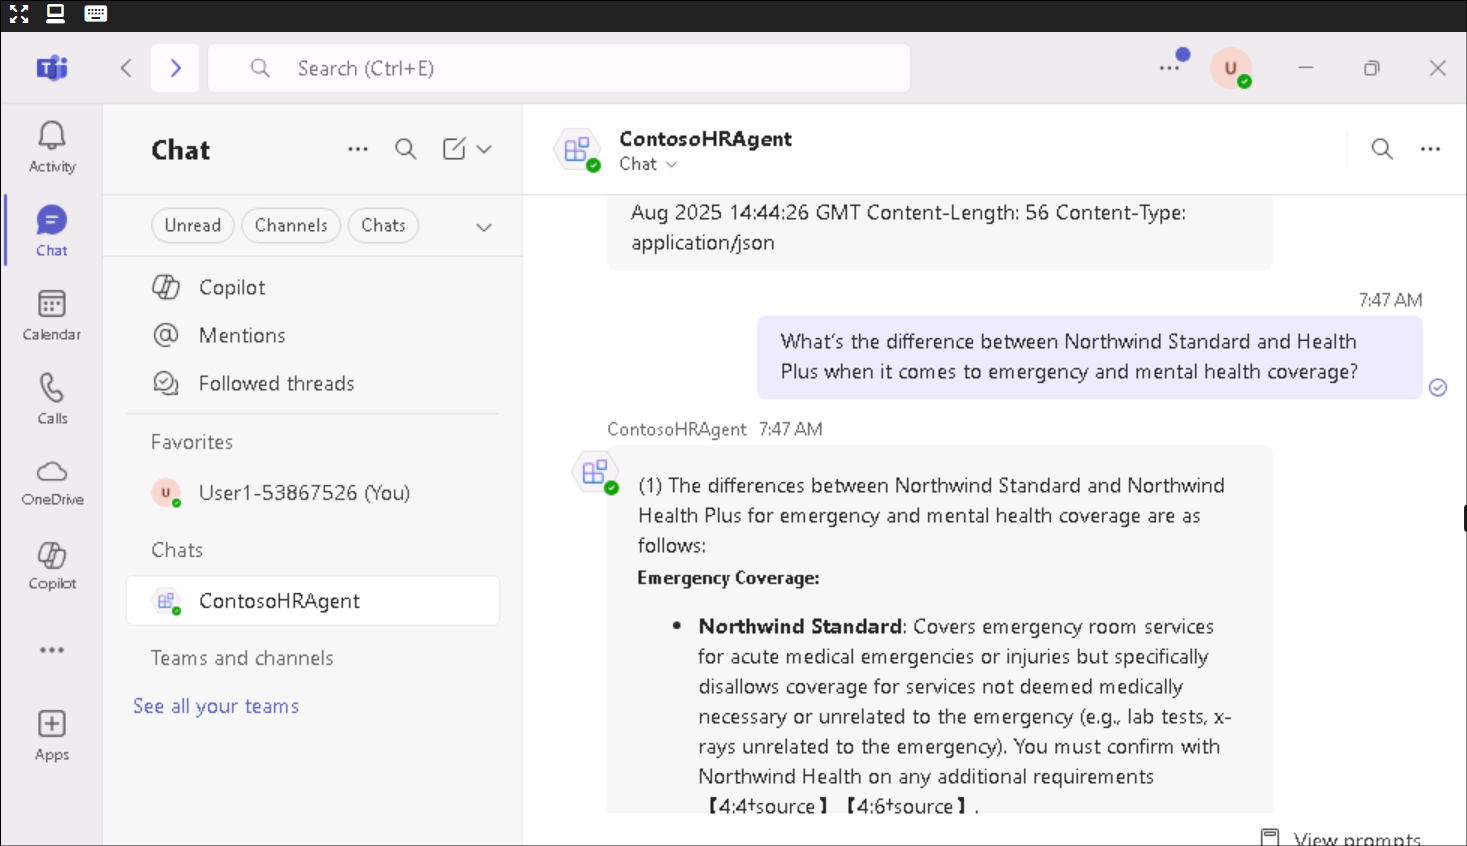 Search (Ctrl+E)
U
Activity
Chat
Calendar
Calls
OneDrive
Copilot
Apps
Chat
Unread
Channels
Chats
Copilot
Mentions
Followed threads
Favorites
U
User1-53867526 (You)
Chats
ContosoHRAgent
Teams and channels
See all your teams
ContosoHRAgent
Chat
Aug 2025 14:44:26 GMT Content-Length: 56 Content-Type:
application/json
7:47 AM
What's the difference between Northwind Standard and Health
Plus when it comes to emergency and mental health coverage?
ContosoHRAgent 7:47 AM
(1) The differences between Northwind Standard and Northwind
Health Plus for emergency and mental health coverage are as
follows:
Emergency Coverage:
• Northwind Standard: Covers emergency room services
for acute medical emergencies or injuries but specifically
disallows coverage for services not deemed medically
necessary or unrelated to the emergency (e.g., lab tests, x-
rays unrelated to the emergency). You must confirm with
Northwind Health on any additional requirements
【4:4†source】【4:6†source】.
View prompts